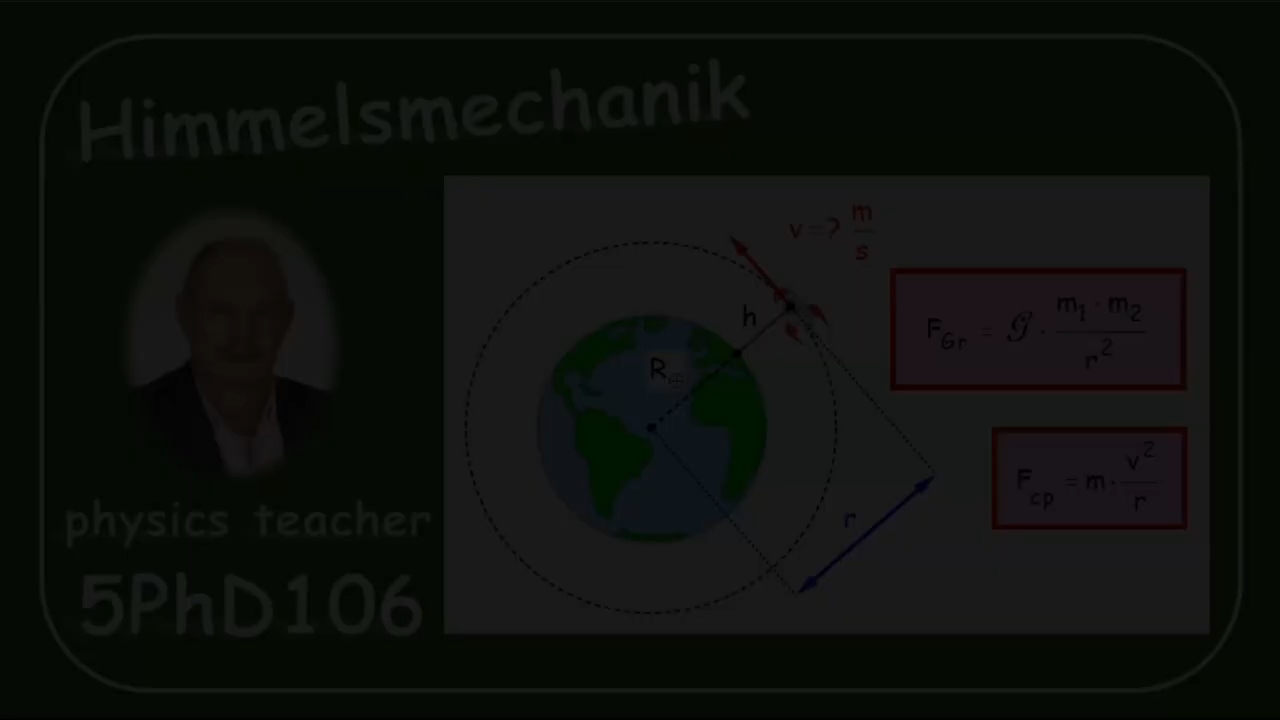 Himmelsmechanik
physics teacher
5PhD106
v = ? m/s
h
R⊕
r
F_Gr = 𝒢 · (m₁ · m₂) / r²
F_cp = m · v² / r